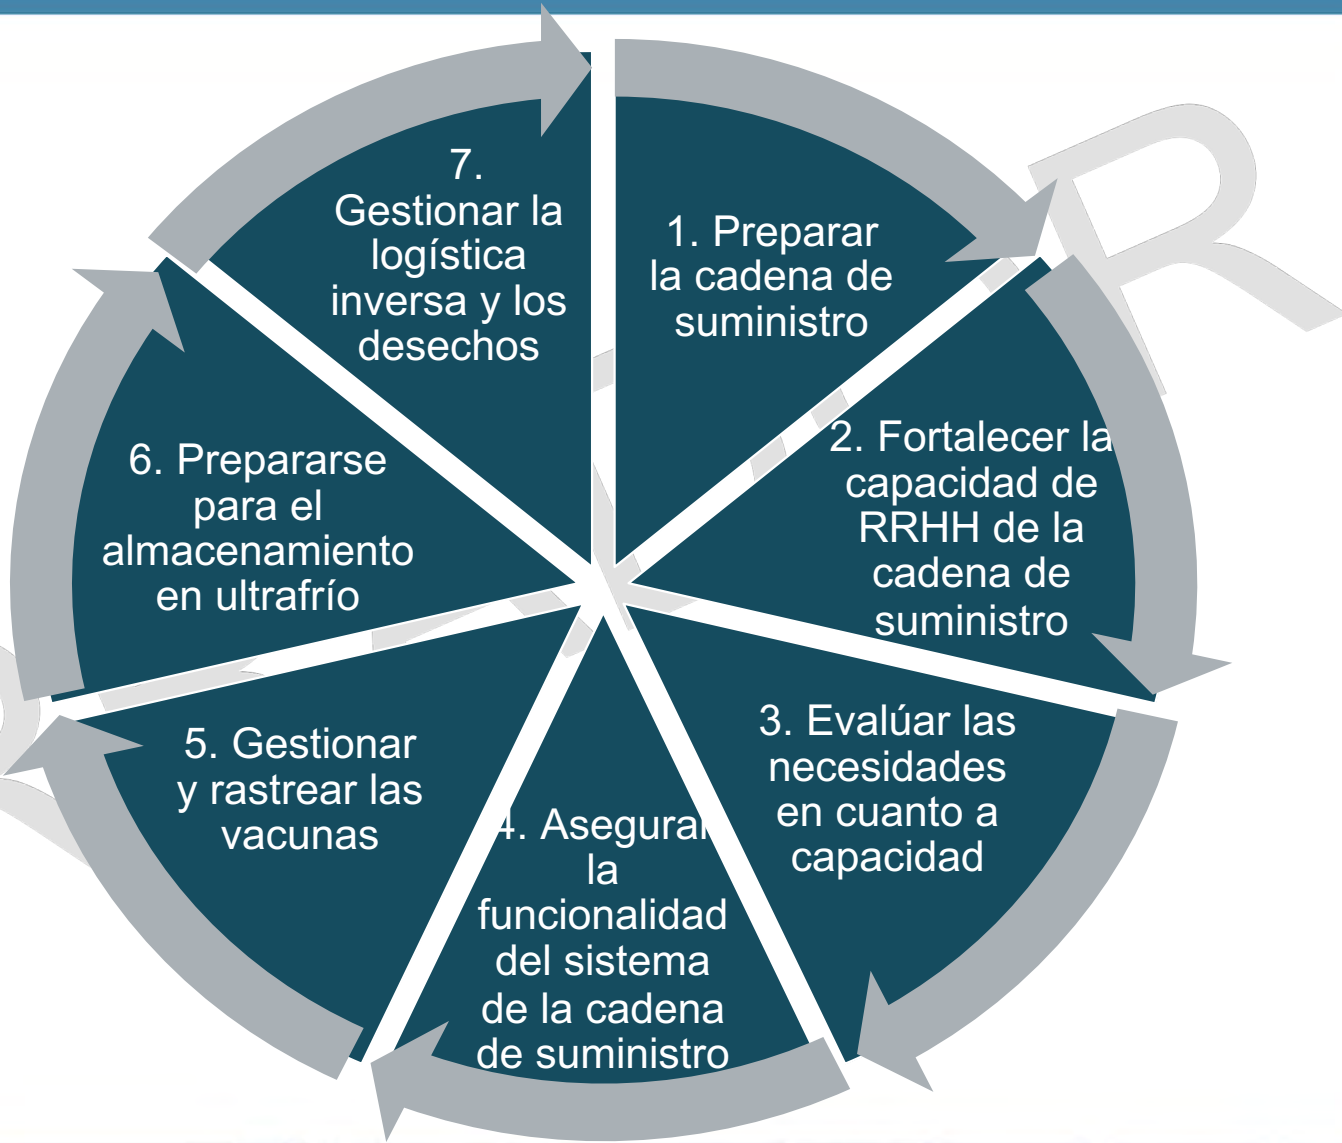 1. Preparar
la cadena de
suministro
2. Fortalecer la
capacidad de
RRHH de la
cadena de
suministro
3. Evalúar las
necesidades
en cuanto a
capacidad
4. Asegurar
la
funcionalidad
del sistema
de la cadena
de suministro
5. Gestionar
y rastrear las
vacunas
6. Prepararse
para el
almacenamiento
en ultrafrío
7.
Gestionar la
logística
inversa y los
desechos